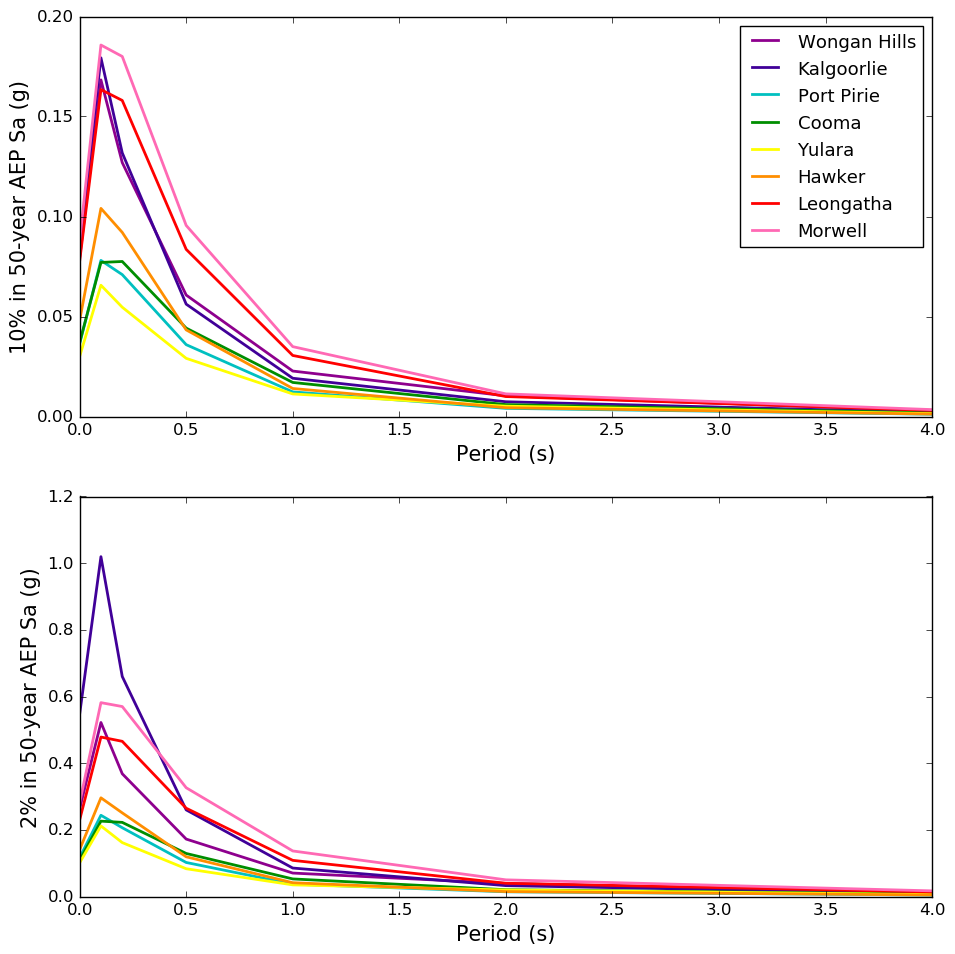 10% in 50-year AEP Sa (g)
0.20
0.15
0.10
0.05
0.00
Wongan Hills
Kalgoorlie
Port Pirie
Cooma
Yulara
Hawker
Leongatha
Morwell
0.0 0.5 1.0 1.5 2.0 2.5 3.0 3.5 4.0
Period (s)
2% in 50-year AEP Sa (g)
1.2
1.0
0.8
0.6
0.4
0.2
0.0
0.0 0.5 1.0 1.5 2.0 2.5 3.0 3.5 4.0
Period (s)